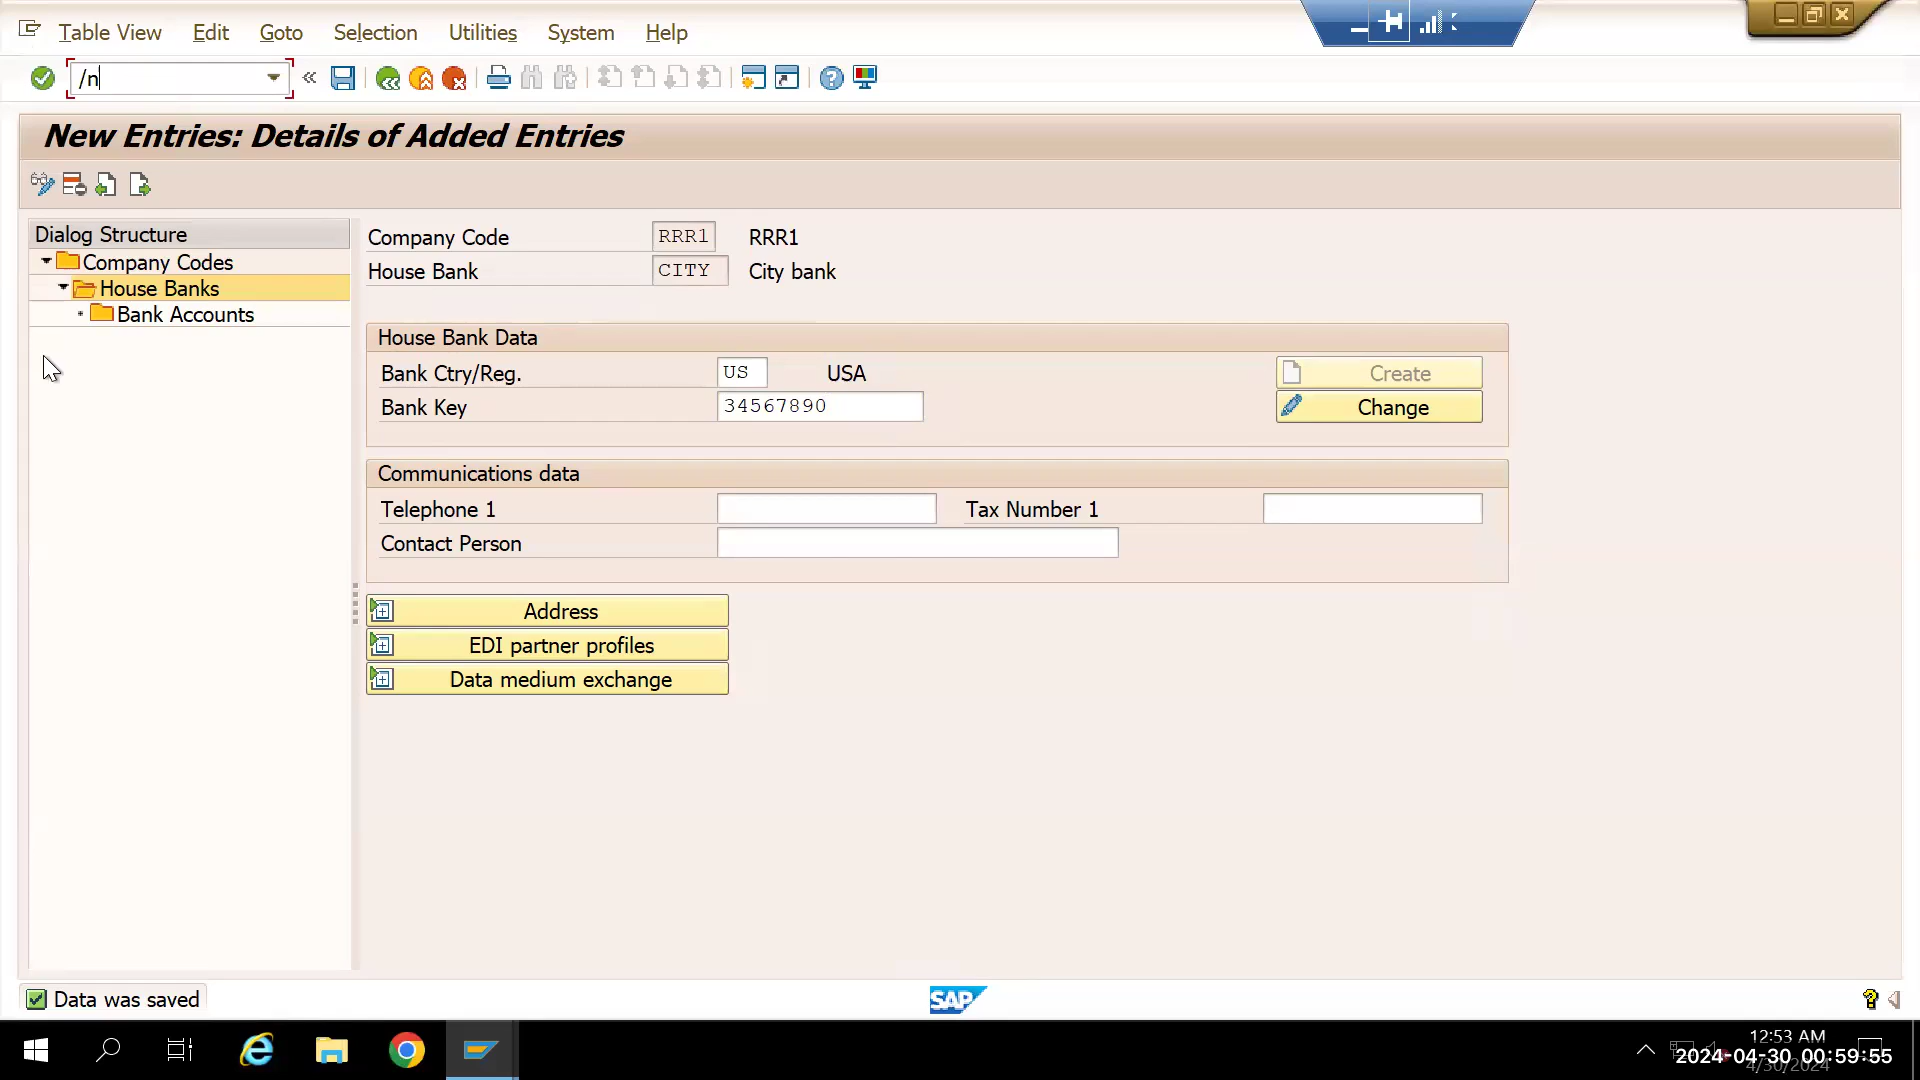 Table View Edit Goto Selection Utilities System Help
/n
New Entries: Details of Added Entries
Dialog Structure
Company Codes
House Banks
Bank Accounts
Company Code RRR1 RRR1
House Bank CITY City bank
House Bank Data
Bank Ctry/Reg. US USA Create
Bank Key 34567890 Change
Communications data
Telephone 1 Tax Number 1
Contact Person
Address
EDI partner profiles
Data medium exchange
Data was saved SAP
12:53 AM
2024-04-30 00:59:55
4/30/2024